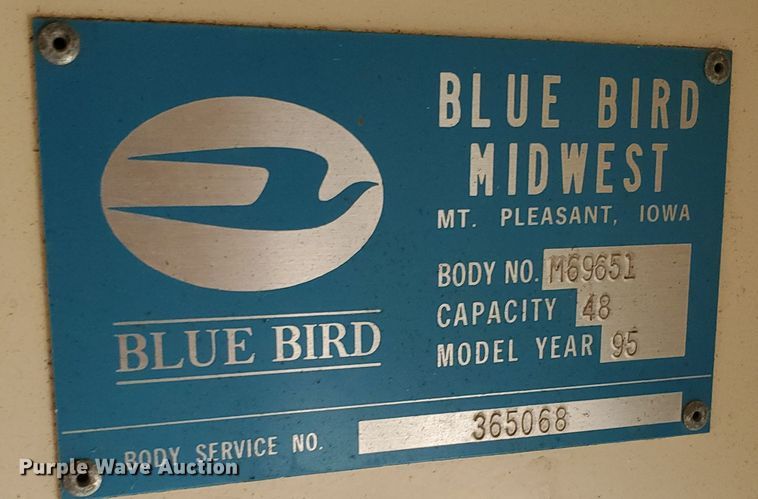 BLUE BIRD
MIDWEST
MT. PLEASANT, IOWA
BODY NO. M69651
CAPACITY 48
MODEL YEAR 95
BLUE BIRD
BODY SERVICE NO. 365068
Purple Wave Auction